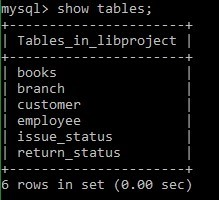 mysql> show tables;
+----------------------+
| Tables_in_libproject |
+----------------------+
| books                |
| branch               |
| customer             |
| employee             |
| issue_status         |
| return_status        |
+----------------------+
6 rows in set (0.00 sec)